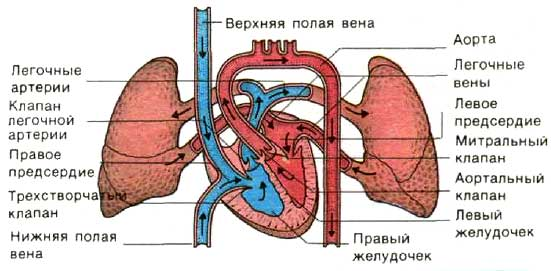 Верхняя полая вена
Легочные
артерии
Клапан
легочной
артерии
Правое
предсердие
Трехстворчатый
клапан
Нижняя полая
вена
Аорта
Легочные
вены
Левое
предсердие
Митральный
клапан
Аортальный
клапан
Левый
желудочек
Правый
желудочек